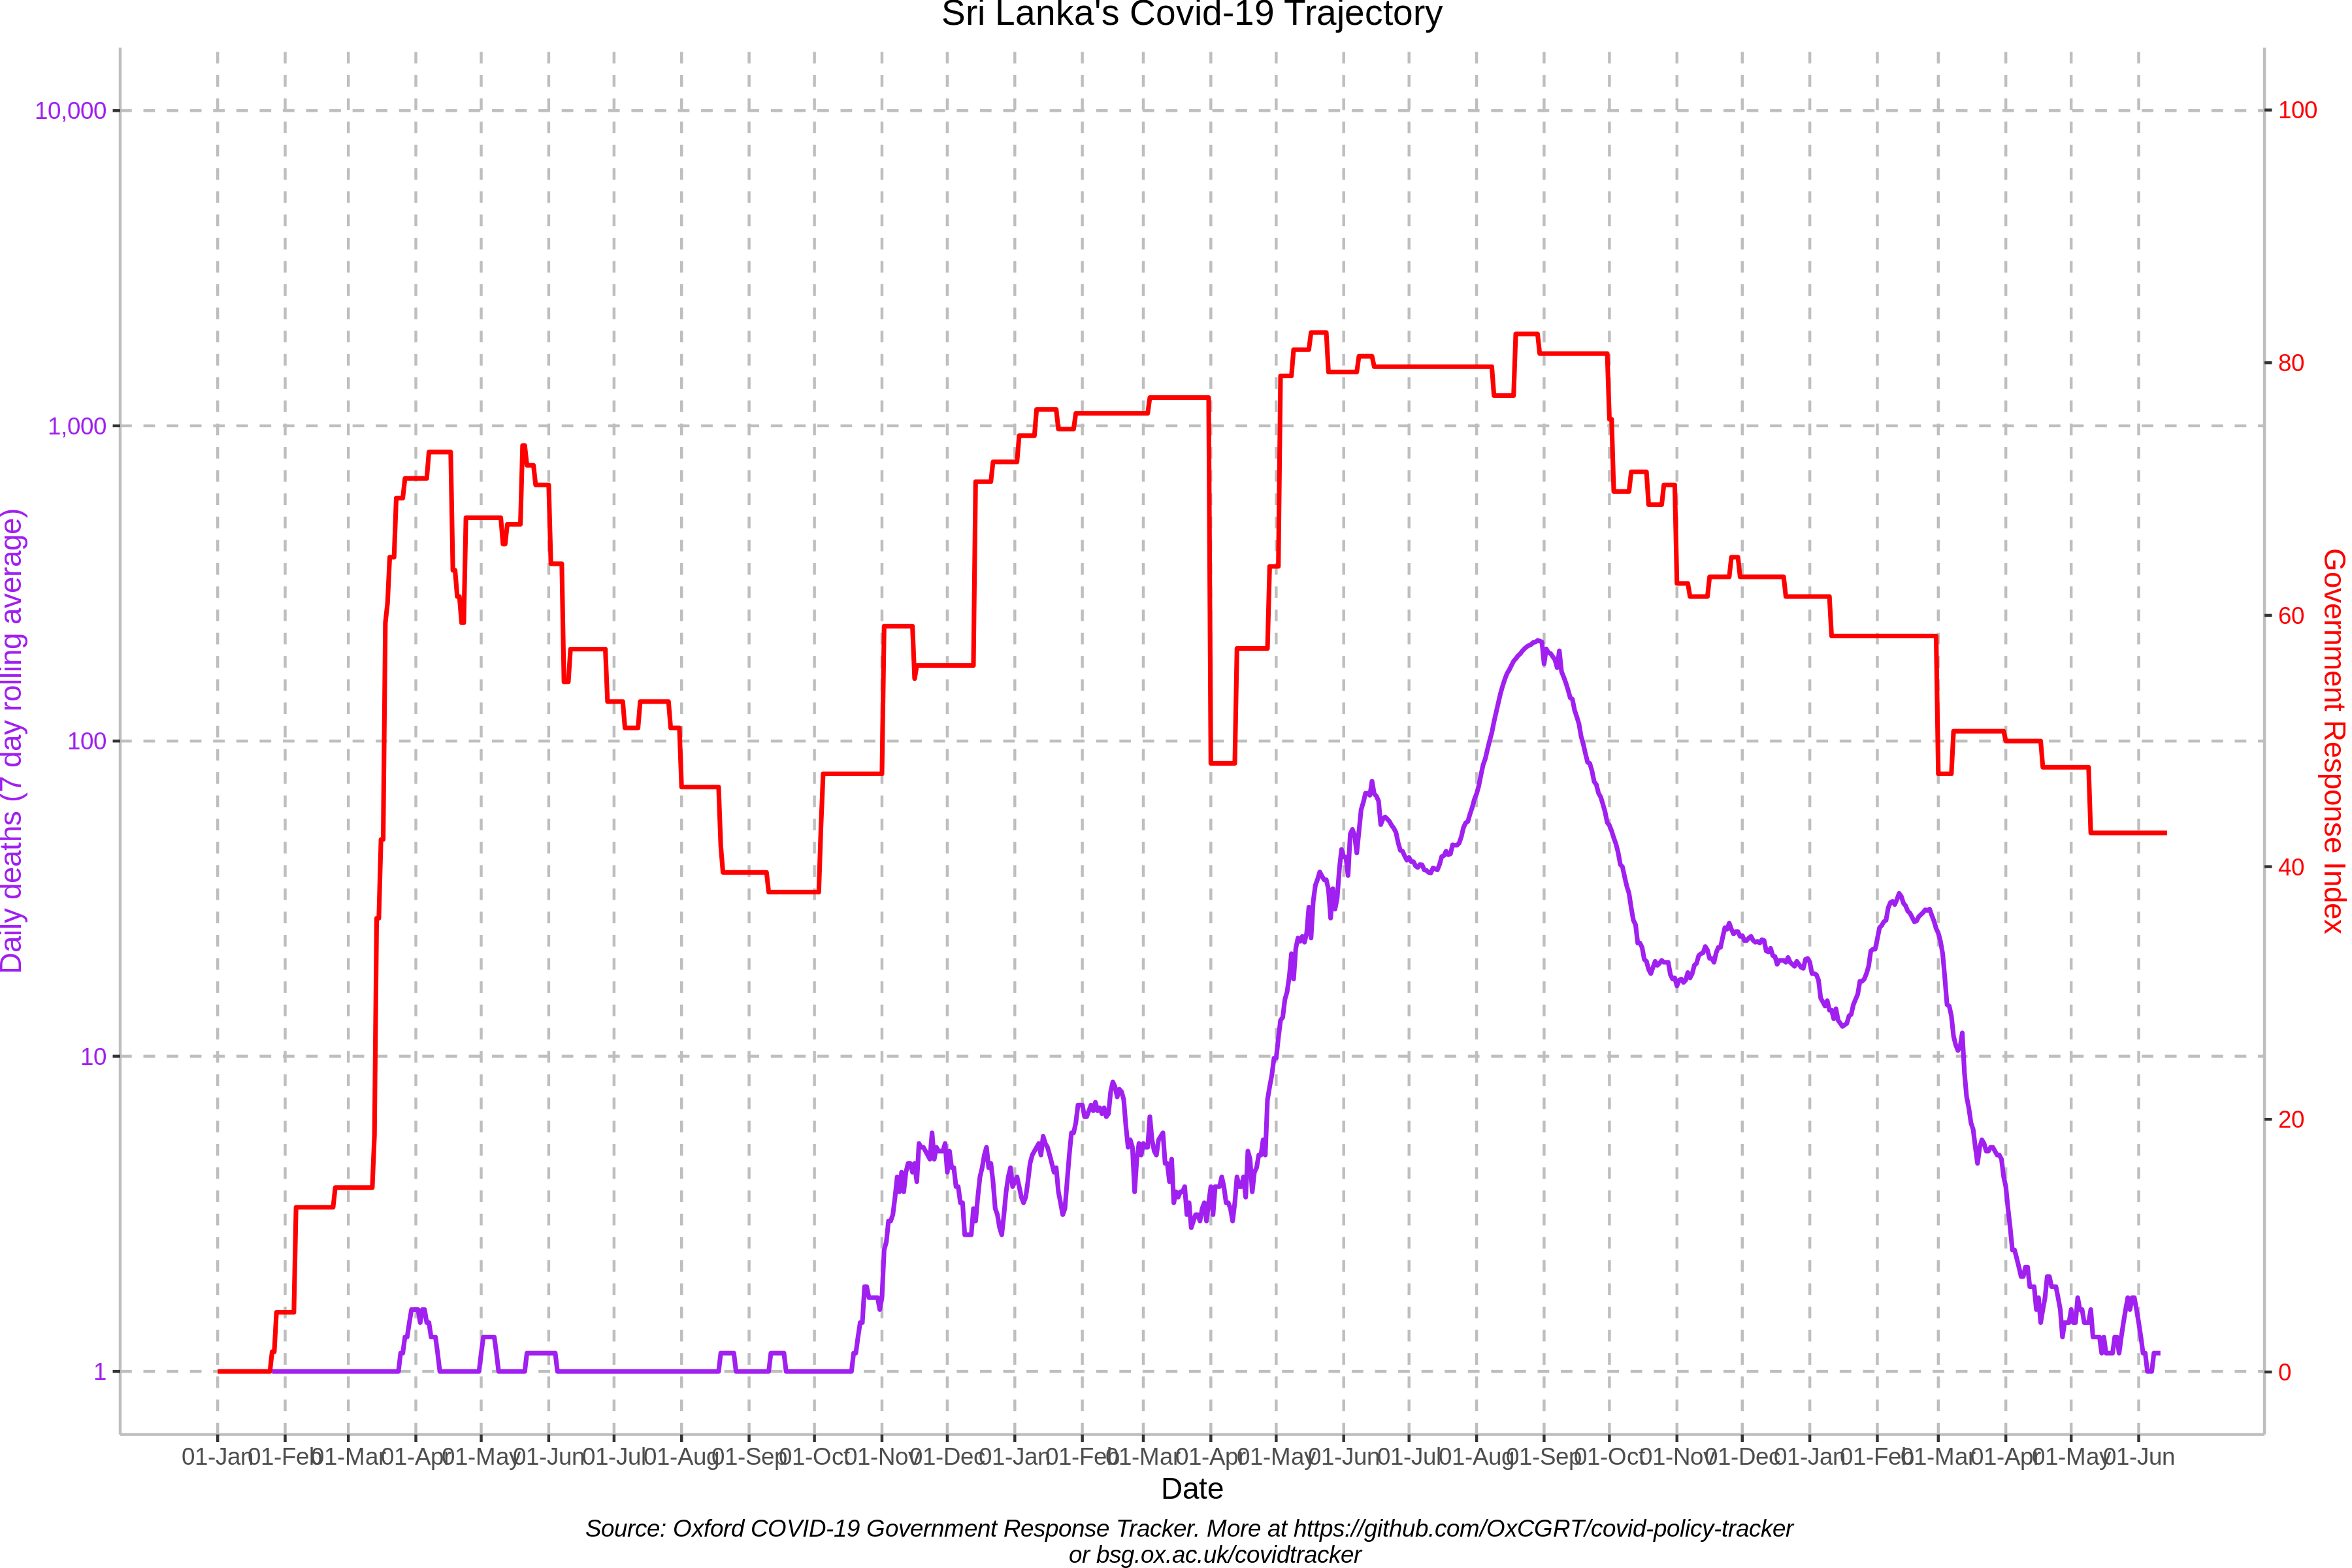 Sri Lanka's Covid-19 Trajectory
10,000
1,000
100
10
1
Daily deaths (7 day rolling average)
100
80
60
40
20
0
Government Response Index
01-Jan 01-Feb 01-Mar 01-Apr 01-May 01-Jun 01-Jul 01-Aug 01-Sep 01-Oct 01-Nov 01-Dec 01-Jan 01-Feb 01-Mar 01-Apr 01-May 01-Jun 01-Jul 01-Aug 01-Sep 01-Oct 01-Nov 01-Dec 01-Jan 01-Feb 01-Mar 01-Apr 01-May 01-Jun
Date
Source: Oxford COVID-19 Government Response Tracker. More at https://github.com/OxCGRT/covid-policy-tracker
or bsg.ox.ac.uk/covidtracker